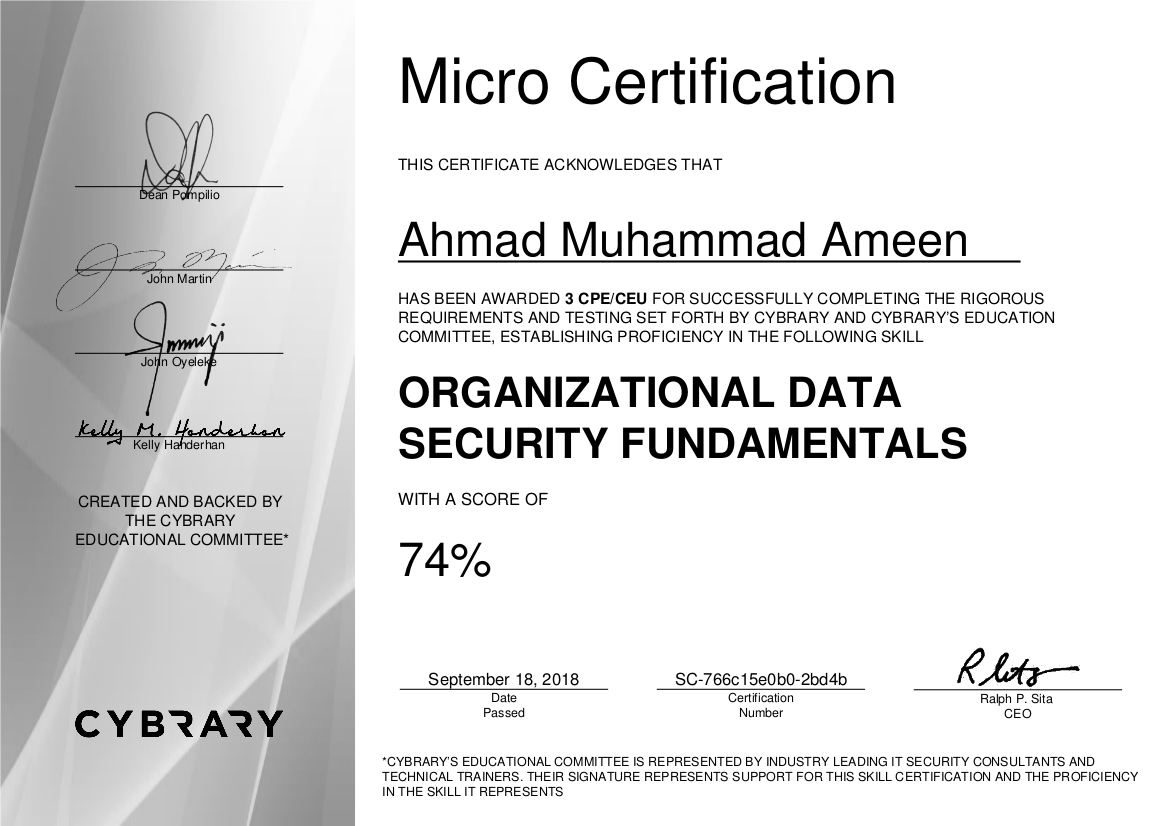 Micro Certification
THIS CERTIFICATE ACKNOWLEDGES THAT
Ahmad Muhammad Ameen
HAS BEEN AWARDED 3 CPE/CEU FOR SUCCESSFULLY COMPLETING THE RIGOROUS
REQUIREMENTS AND TESTING SET FORTH BY CYBRARY AND CYBRARY'S EDUCATION
COMMITTEE, ESTABLISHING PROFICIENCY IN THE FOLLOWING SKILL
ORGANIZATIONAL DATA
SECURITY FUNDAMENTALS
WITH A SCORE OF
74%
September 18, 2018
Date
Passed
SC-766c15e0b0-2bd4b
Certification
Number
Ralph P. Sita
CEO
Dean Pompilio
John Martin
John Oyeleke
Kelly M. Handerhan
Kelly Handerhan
CREATED AND BACKED BY
THE CYBRARY
EDUCATIONAL COMMITTEE*
CYBRARY
*CYBRARY'S EDUCATIONAL COMMITTEE IS REPRESENTED BY INDUSTRY LEADING IT SECURITY CONSULTANTS AND
TECHNICAL TRAINERS. THEIR SIGNATURE REPRESENTS SUPPORT FOR THIS SKILL CERTIFICATION AND THE PROFICIENCY
IN THE SKILL IT REPRESENTS